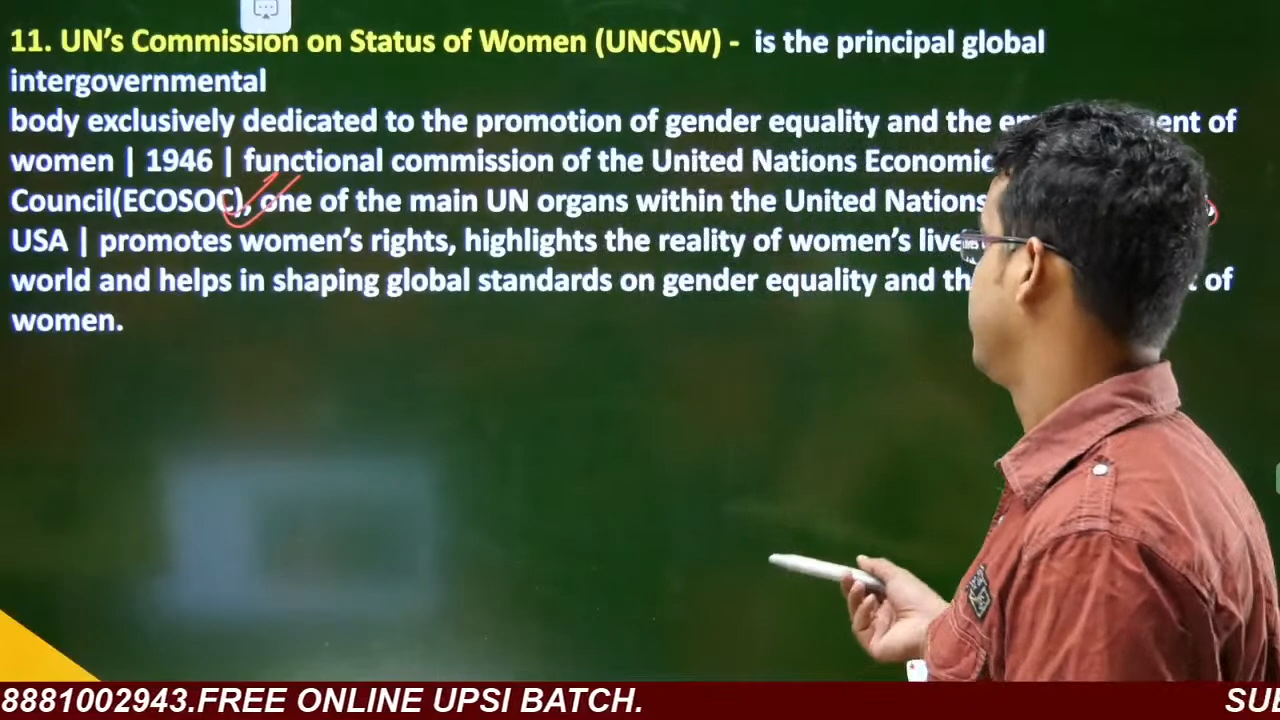 11. UN's Commission on Status of Women (UNCSW) - is the principal global
intergovernmental
body exclusively dedicated to the promotion of gender equality and the of
women | 1946 | functional commission of the United Nations Economic
Council(ECOSOC), one of the main UN organs within the United Nations
USA | promotes women's rights, highlights the reality of women's
world and helps in shaping global standards on gender equality and of
women.
8881002943.FREE ONLINE UPSI BATCH.